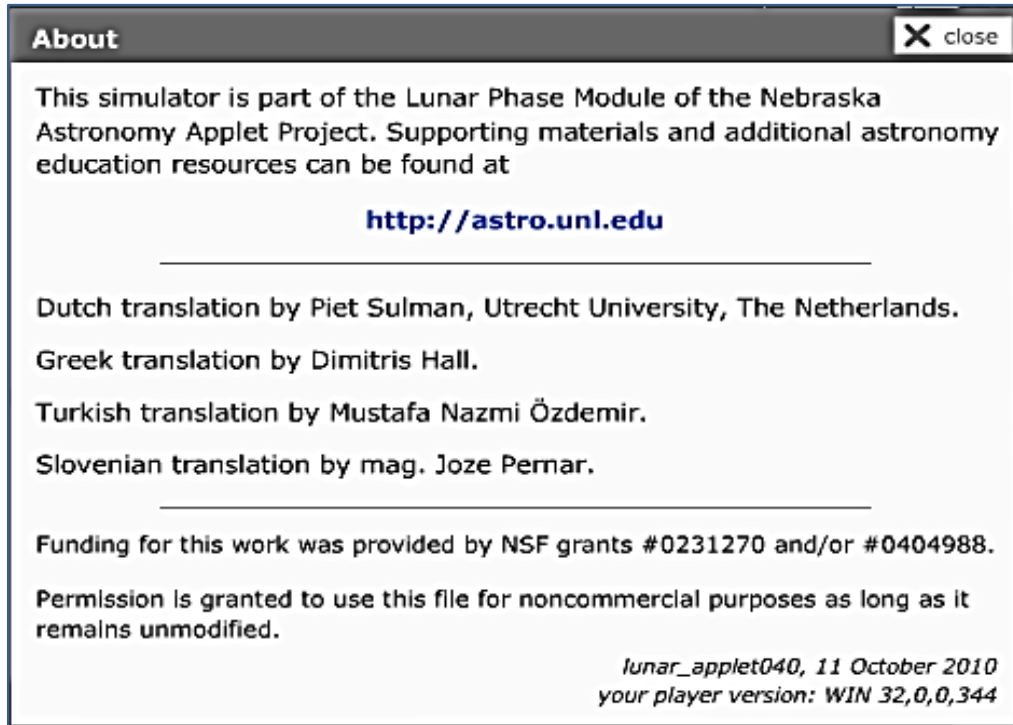 About
close
This simulator is part of the Lunar Phase Module of the Nebraska
Astronomy Applet Project. Supporting materials and additional astronomy
education resources can be found at
http://astro.unl.edu
Dutch translation by Piet Sulman, Utrecht University, The Netherlands.
Greek translation by Dimitris Hall.
Turkish translation by Mustafa Nazmi Özdemir.
Slovenian translation by mag. Joze Pernar.
Funding for this work was provided by NSF grants #0231270 and/or #0404988.
Permission is granted to use this file for noncommercial purposes as long as it
remains unmodified.
lunar_applet040, 11 October 2010
your player version: WIN 32,0,0,344